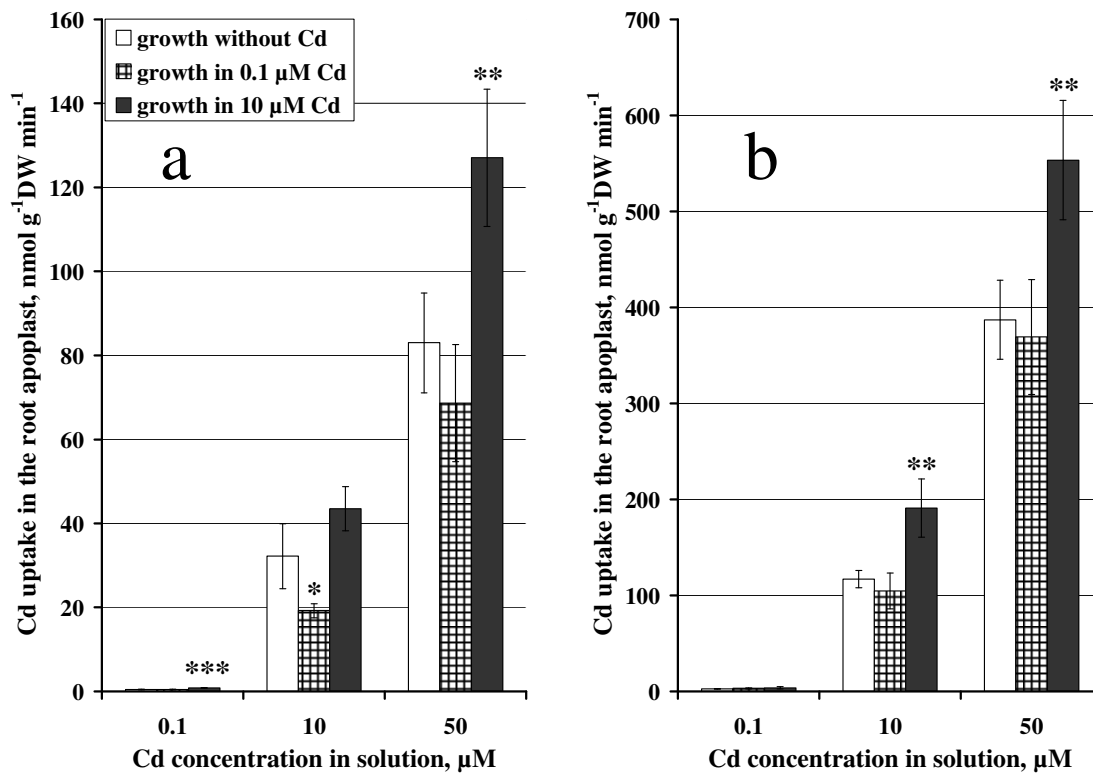 Cd uptake in the root apoplast, nmol g⁻¹DW min⁻¹
160
140
120
100
80
60
40
20
0
growth without Cd
growth in 0.1 µM Cd
growth in 10 µM Cd
a
***
*
**
0.1 10 50
Cd concentration in solution, µM
Cd uptake in the root apoplast, nmol g⁻¹DW min⁻¹
700
600
500
400
300
200
100
0
b
**
**
0.1 10 50
Cd concentration in solution, µM